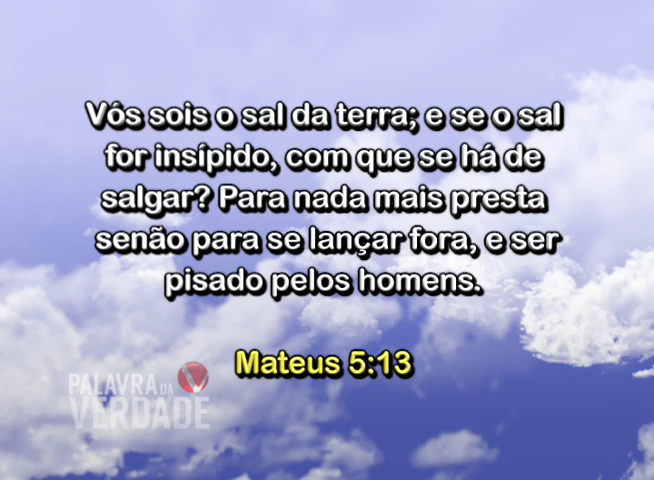 Vós sois o sal da terra; e se o sal
for insípido, com que se há de
salgar? Para nada mais presta
senão para se lançar fora, e ser
pisado pelos homens.
Mateus 5:13
PALAVRA DA
VERDADE